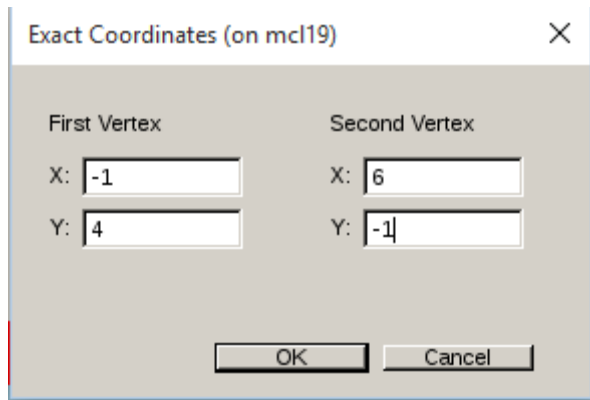 Exact Coordinates (on mcl19)
First Vertex Second Vertex
X: -1 X: 6
Y: 4 Y: -1
OK Cancel